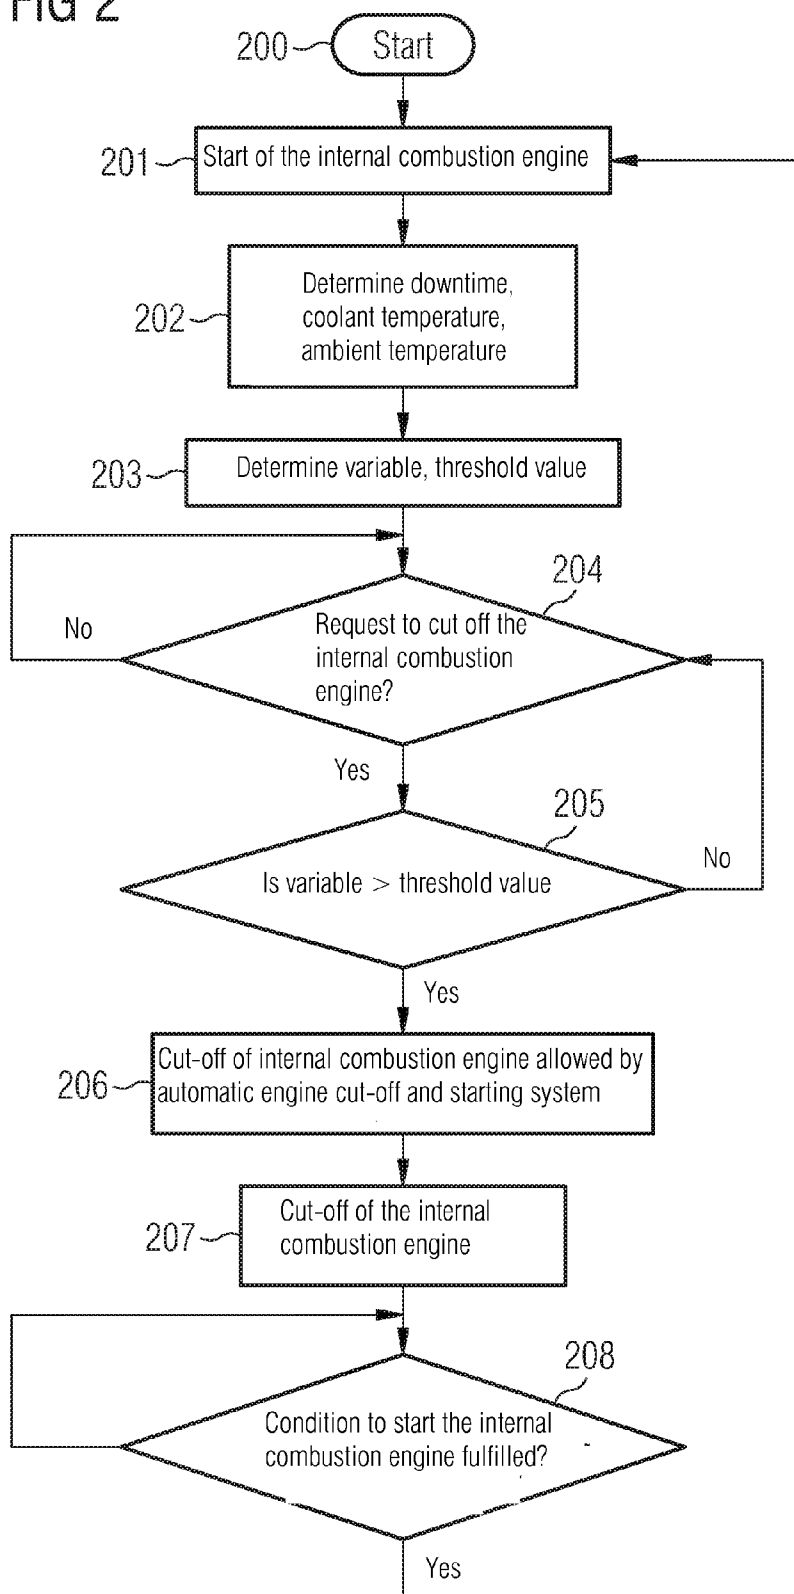 FIG 2
200
Start
201
Start of the internal combustion engine
202
Determine downtime,
coolant temperature,
ambient temperature
203
Determine variable, threshold value
204
No
Request to cut off the
internal combustion
engine?
Yes
205
No
Is variable > threshold value
Yes
206
Cut-off of internal combustion engine allowed by
automatic engine cut-off and starting system
207
Cut-off of the internal
combustion engine
208
Condition to start the internal
combustion engine fulfilled?
Yes